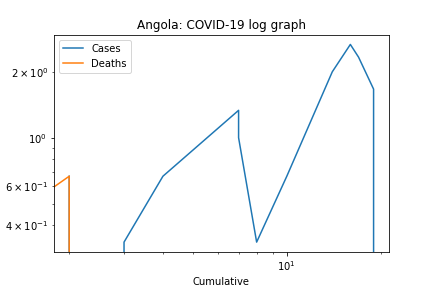 Angola: COVID-19 log graph
Cases
Deaths
2 × 10⁰
10⁰
6 × 10⁻¹
4 × 10⁻¹
10¹
Cumulative